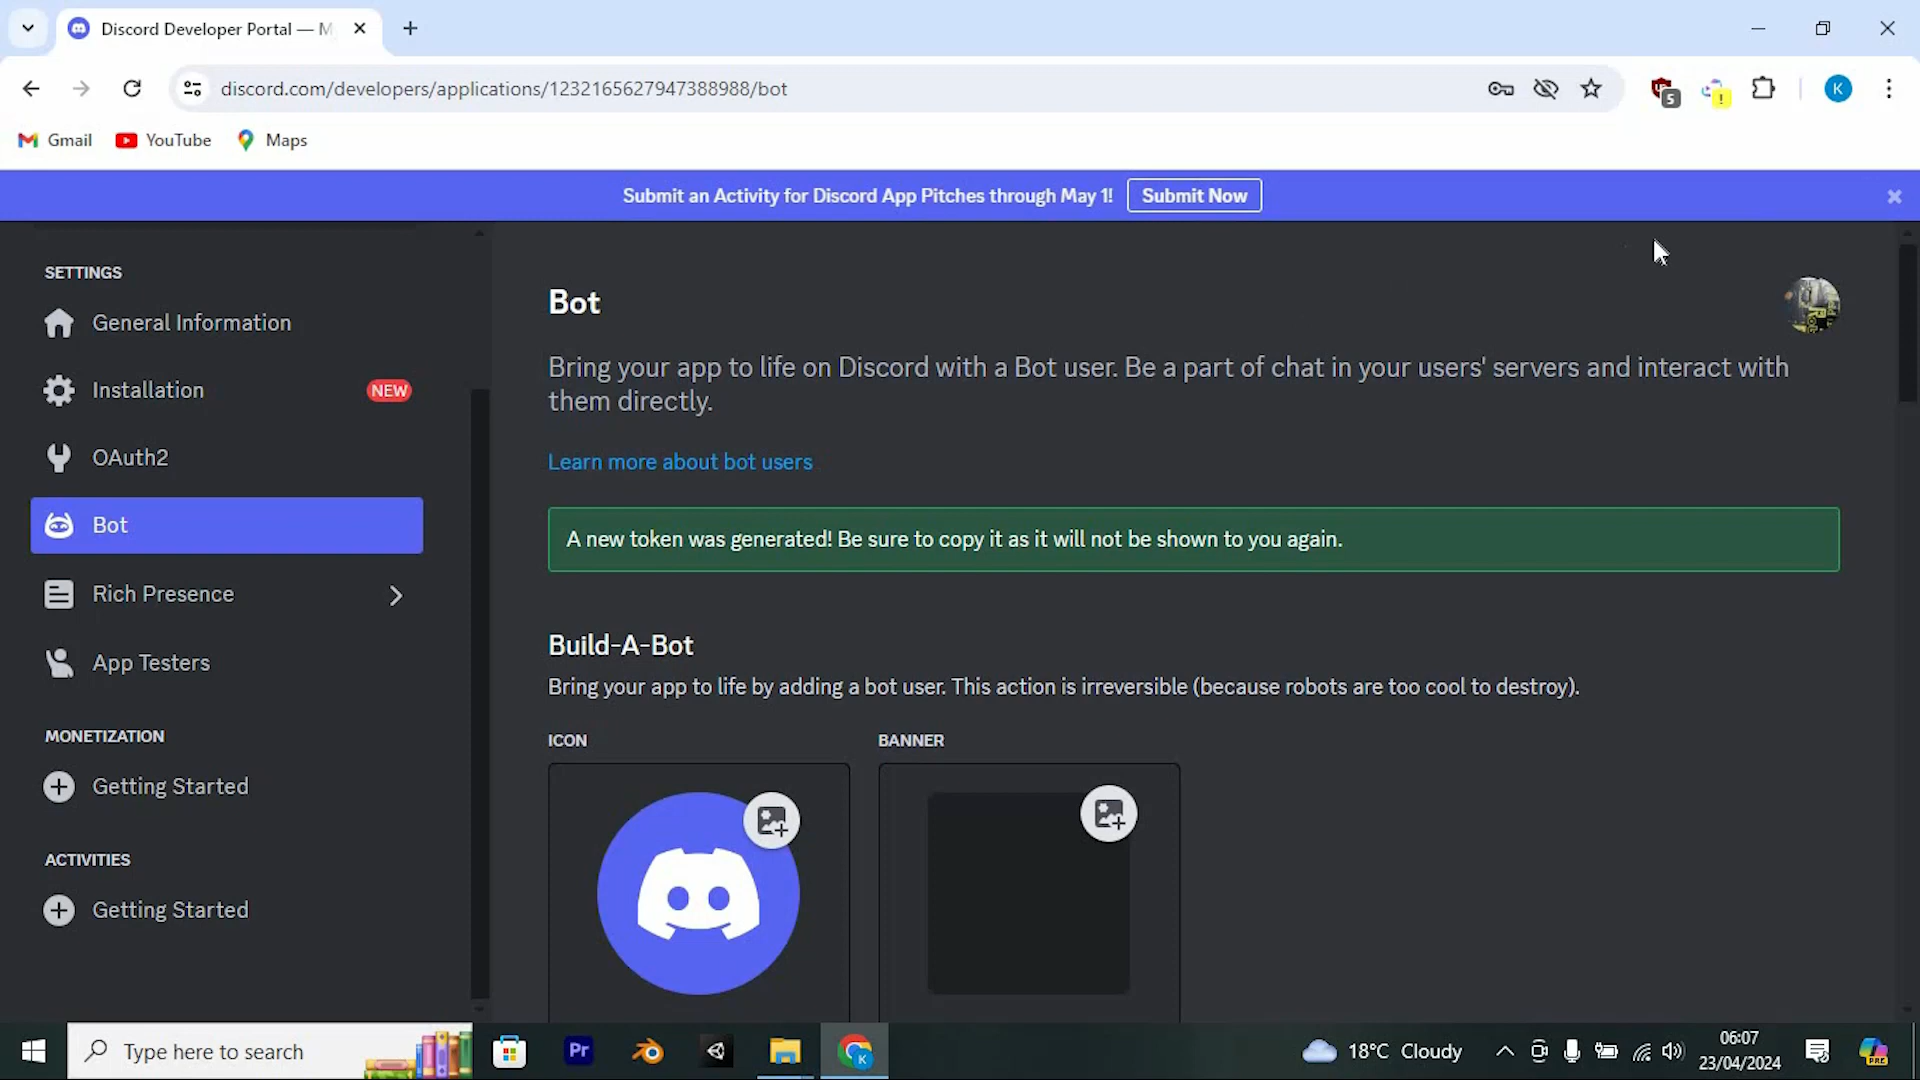 Discord Developer Portal — M
discord.com/developers/applications/1232165627947388988/bot
5
!
K
Gmail
YouTube
Maps
Submit an Activity for Discord App Pitches through May 1!
Submit Now
SETTINGS
General Information
Installation
NEW
OAuth2
Bot
Rich Presence
App Testers
MONETIZATION
Getting Started
ACTIVITIES
Getting Started
Bot
Bring your app to life on Discord with a Bot user. Be a part of chat in your users' servers and interact with
them directly.
Learn more about bot users
A new token was generated! Be sure to copy it as it will not be shown to you again.
Build-A-Bot
Bring your app to life by adding a bot user. This action is irreversible (because robots are too cool to destroy).
ICON
BANNER
Type here to search
Pr
K
18°C Cloudy
06:07
23/04/2024
PRE